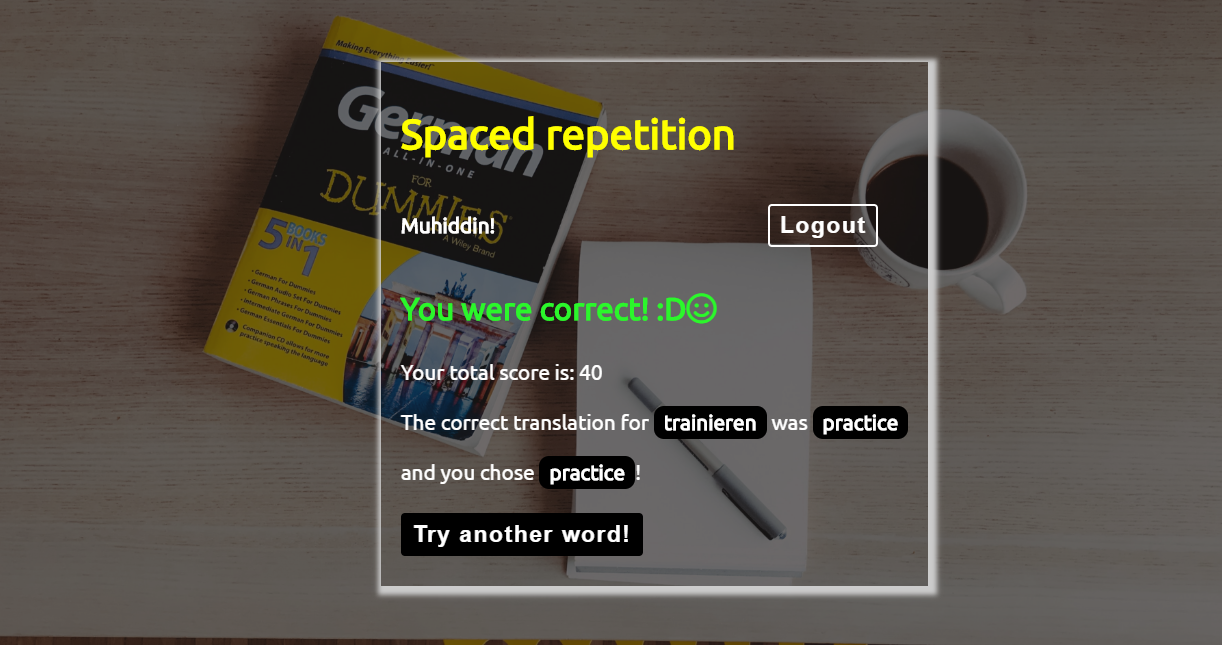 Making Everything Easier!™
German
ALL-IN-ONE
FOR
DUMMIES
A Wiley Brand
5 BOOKS
IN 1
• German For Dummies
• German Audio Set For Dummies
• German Phrases For Dummies
• Intermediate German For Dummies
• German Essentials For Dummies
Companion CD allows for more
practice speaking the language
Spaced repetition
Muhiddin!
Logout
You were correct! :D
Your total score is: 40
The correct translation for trainieren was practice
and you chose practice !
Try another word!